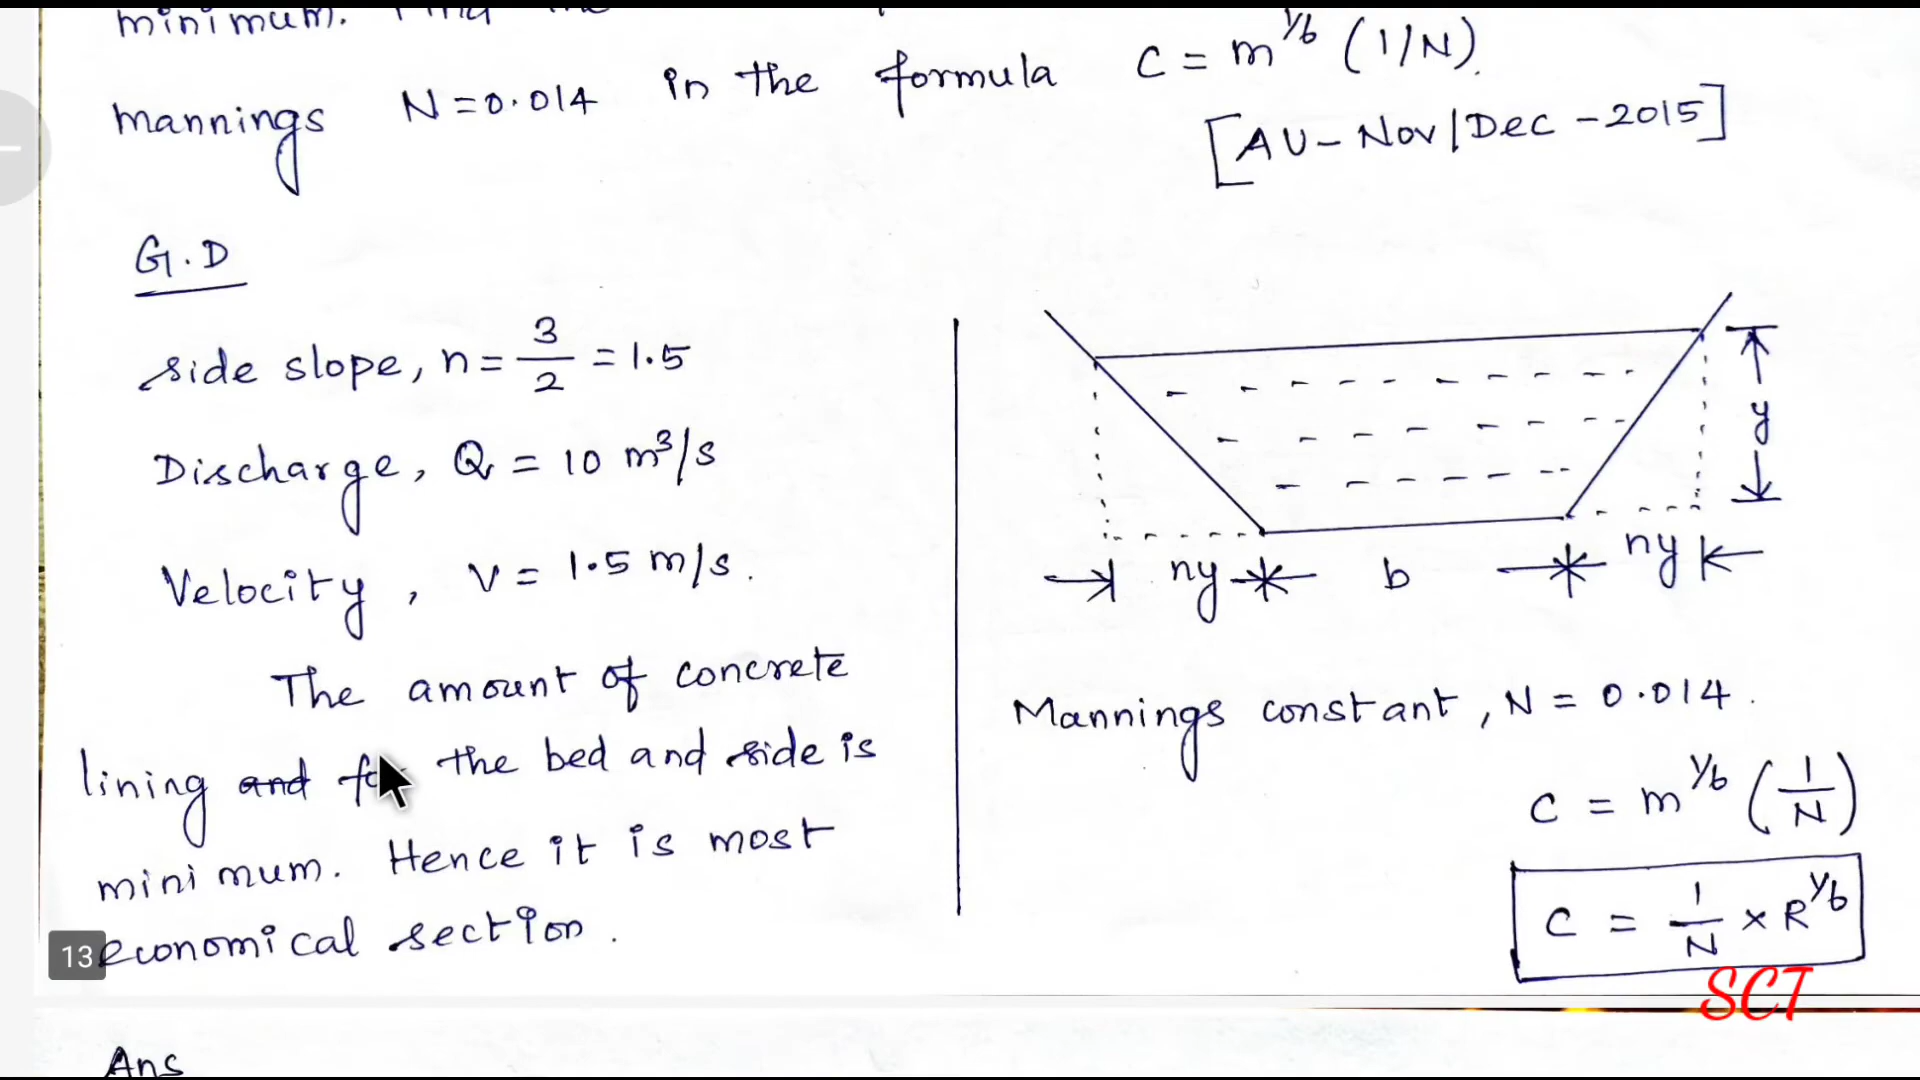 minimum. Find the
mannings N = 0.014 in the formula C = m^1/6 (1/N).
[AU - Nov/Dec - 2015]
G.D
side slope, n = 3/2 = 1.5
Discharge, Q = 10 m³/s
Velocity, V = 1.5 m/s.
The amount of concrete
lining and for the bed and side is
minimum. Hence it is most
economical section.
y
ny b ny
Mannings constant, N = 0.014.
C = m^1/6 (1/N)
C = 1/N × R^1/6
13
SCT
Ans